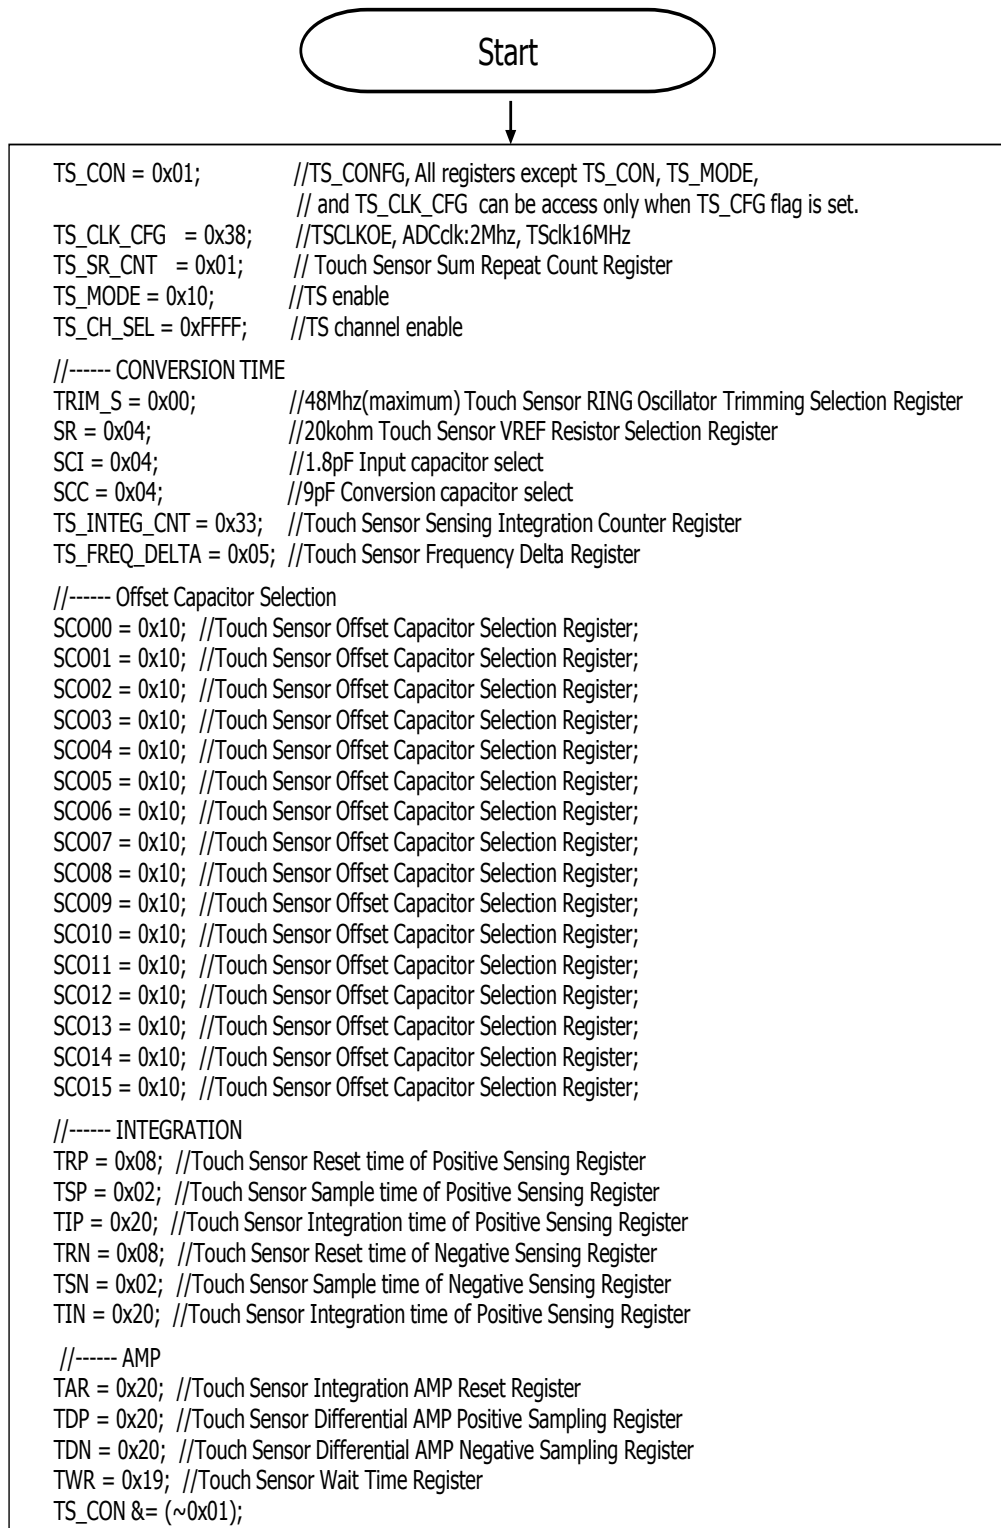 Start
TS_CON = 0x01; //TS_CONFG, All registers except TS_CON, TS_MODE,
// and TS_CLK_CFG can be access only when TS_CFG flag is set.
TS_CLK_CFG = 0x38; //TSCLKOE, ADCclk:2Mhz, TSclk16MHz
TS_SR_CNT = 0x01; // Touch Sensor Sum Repeat Count Register
TS_MODE = 0x10; //TS enable
TS_CH_SEL = 0xFFFF; //TS channel enable
//------ CONVERSION TIME
TRIM_S = 0x00; //48Mhz(maximum) Touch Sensor RING Oscillator Trimming Selection Register
SR = 0x04; //20kohm Touch Sensor VREF Resistor Selection Register
SCI = 0x04; //1.8pF Input capacitor select
SCC = 0x04; //9pF Conversion capacitor select
TS_INTEG_CNT = 0x33; //Touch Sensor Sensing Integration Counter Register
TS_FREQ_DELTA = 0x05; //Touch Sensor Frequency Delta Register
//------ Offset Capacitor Selection
SCO00 = 0x10; //Touch Sensor Offset Capacitor Selection Register;
SCO01 = 0x10; //Touch Sensor Offset Capacitor Selection Register;
SCO02 = 0x10; //Touch Sensor Offset Capacitor Selection Register;
SCO03 = 0x10; //Touch Sensor Offset Capacitor Selection Register;
SCO04 = 0x10; //Touch Sensor Offset Capacitor Selection Register;
SCO05 = 0x10; //Touch Sensor Offset Capacitor Selection Register;
SCO06 = 0x10; //Touch Sensor Offset Capacitor Selection Register;
SCO07 = 0x10; //Touch Sensor Offset Capacitor Selection Register;
SCO08 = 0x10; //Touch Sensor Offset Capacitor Selection Register;
SCO09 = 0x10; //Touch Sensor Offset Capacitor Selection Register;
SCO10 = 0x10; //Touch Sensor Offset Capacitor Selection Register;
SCO11 = 0x10; //Touch Sensor Offset Capacitor Selection Register;
SCO12 = 0x10; //Touch Sensor Offset Capacitor Selection Register;
SCO13 = 0x10; //Touch Sensor Offset Capacitor Selection Register;
SCO14 = 0x10; //Touch Sensor Offset Capacitor Selection Register;
SCO15 = 0x10; //Touch Sensor Offset Capacitor Selection Register;
//------ INTEGRATION
TRP = 0x08; //Touch Sensor Reset time of Positive Sensing Register
TSP = 0x02; //Touch Sensor Sample time of Positive Sensing Register
TIP = 0x20; //Touch Sensor Integration time of Positive Sensing Register
TRN = 0x08; //Touch Sensor Reset time of Negative Sensing Register
TSN = 0x02; //Touch Sensor Sample time of Negative Sensing Register
TIN = 0x20; //Touch Sensor Integration time of Positive Sensing Register
//------ AMP
TAR = 0x20; //Touch Sensor Integration AMP Reset Register
TDP = 0x20; //Touch Sensor Differential AMP Positive Sampling Register
TDN = 0x20; //Touch Sensor Differential AMP Negative Sampling Register
TWR = 0x19; //Touch Sensor Wait Time Register
TS_CON &= (~0x01);